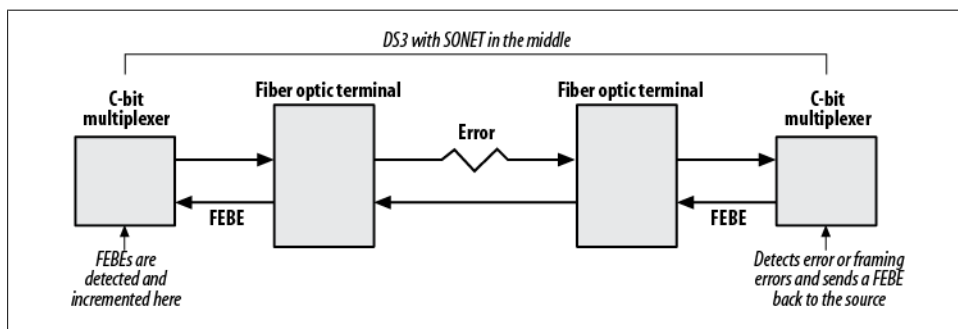 DS3 with SONET in the middle
C-bit
multiplexer
Fiber optic terminal
Error
Fiber optic terminal
C-bit
multiplexer
FEBE
FEBE
FEBEs are
detected and
incremented here
Detects error or framing
errors and sends a FEBE
back to the source